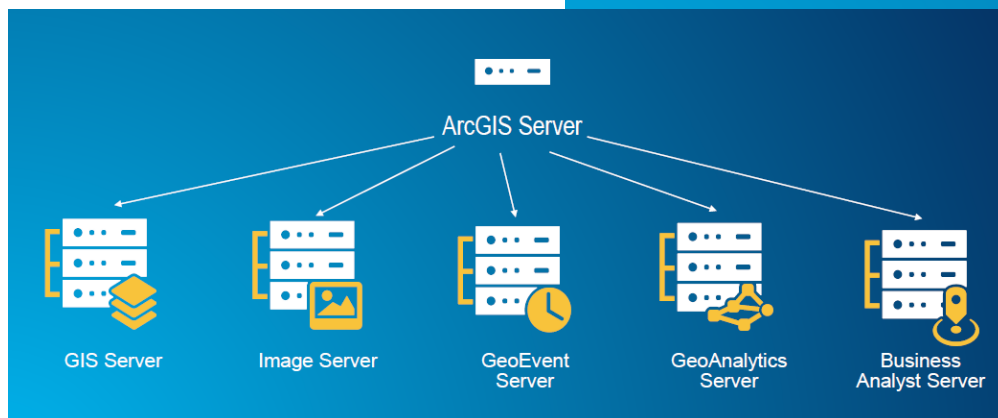 ArcGIS Server
GIS Server
Image Server
GeoEvent
Server
GeoAnalytics
Server
Business
Analyst Server